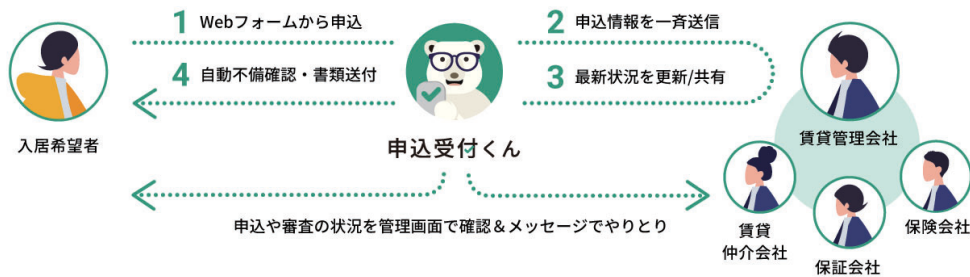 1 Webフォームから申込
2 申込情報を一斉送信
4 自動不備確認・書類送付
3 最新状況を更新/共有
入居希望者
申込受付くん
賃貸管理会社
申込や審査の状況を管理画面で確認＆メッセージでやりとり
賃貸
仲介会社
保証会社
保険会社